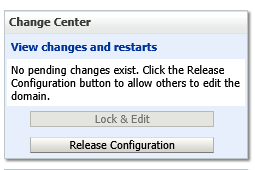 Change Center
View changes and restarts
No pending changes exist. Click the Release
Configuration button to allow others to edit the
domain.
Lock & Edit
Release Configuration